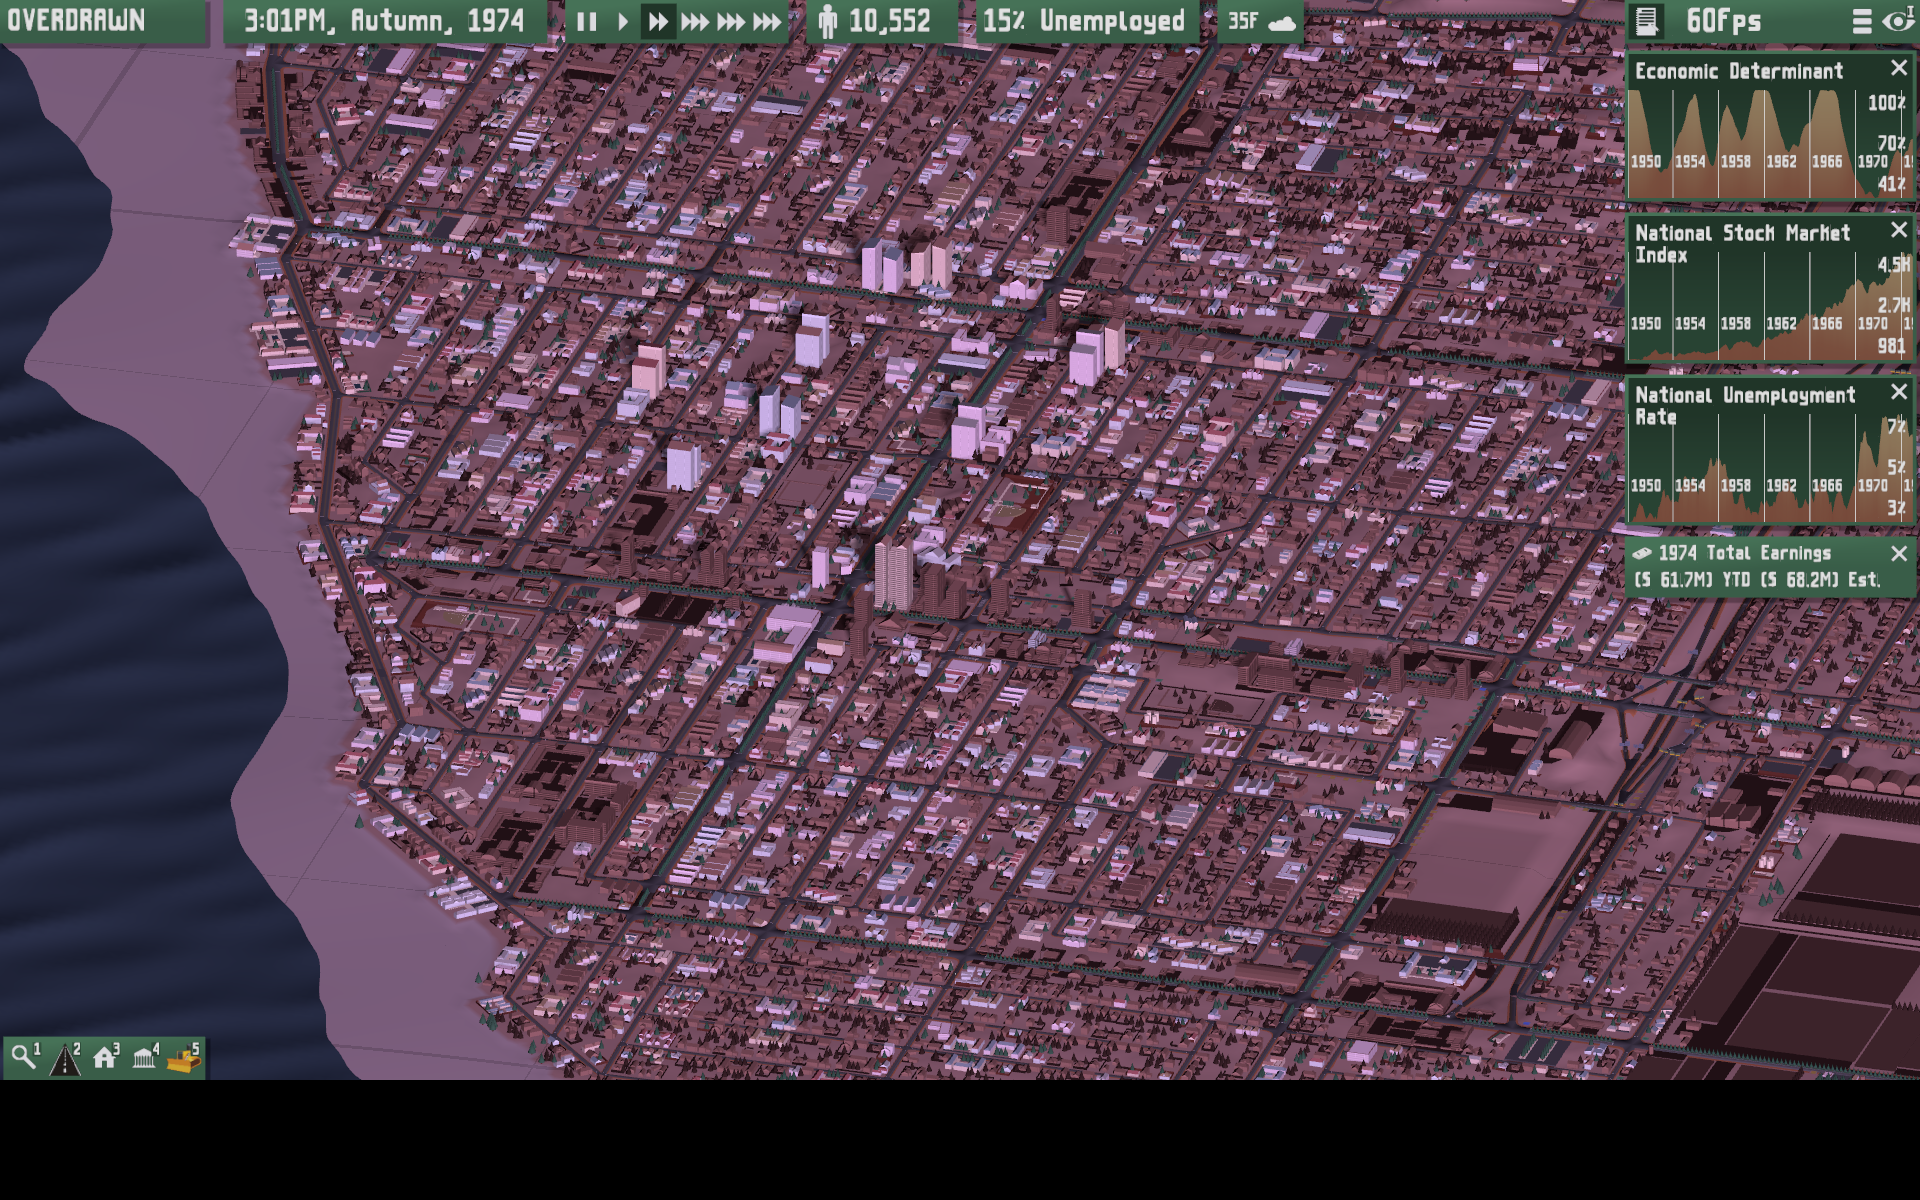 OVERDRAWN
3:01PM, Autumn, 1974
10,552
15% Unemployed
35F
60Fps
I
Economic Determinant
100%
70%
41%
1950 1954 1958 1962 1966 1970
National Stock Market
Index
4.5K
2.7K
981
1950 1954 1958 1962 1966 1970
National Unemployment
Rate
7%
5%
3%
1950 1954 1958 1962 1966 1970
1974 Total Earnings
($ 61.7M) YTD ($ 68.2M) Est.
1 2 3 4 5